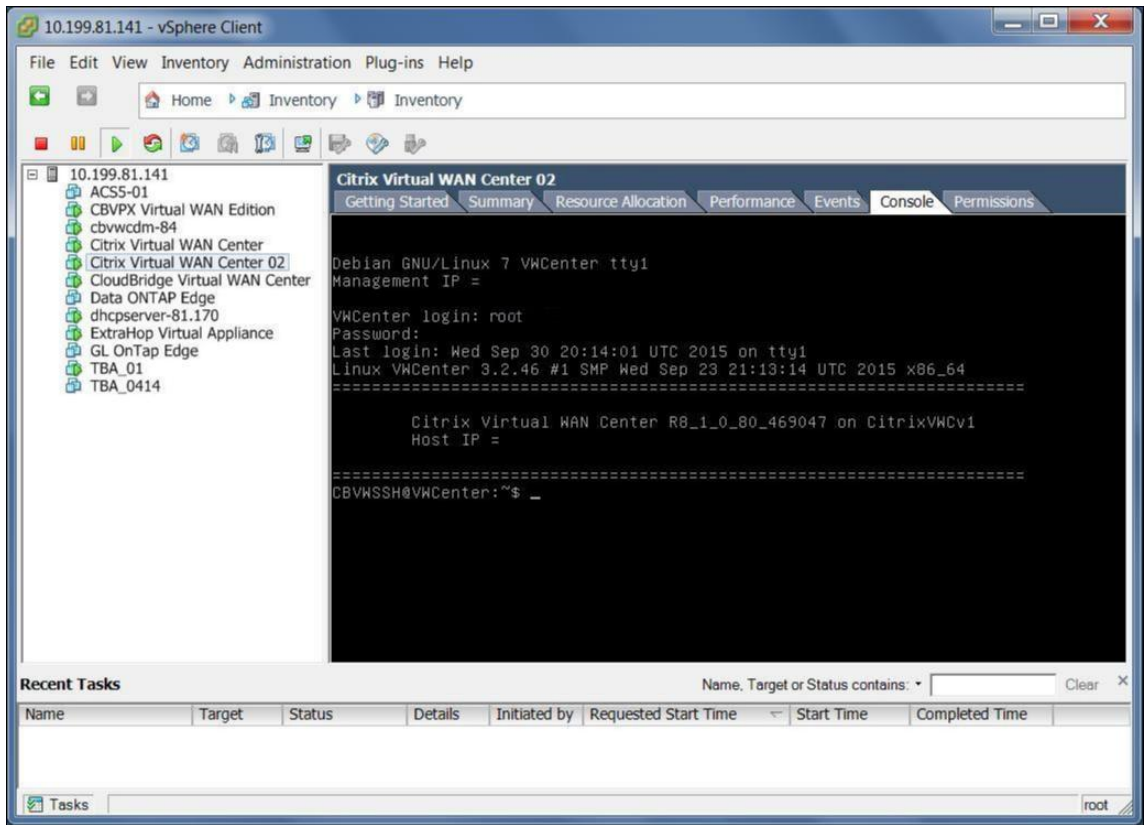 10.199.81.141 - vSphere Client
File Edit View Inventory Administration Plug-ins Help
Home Inventory Inventory
10.199.81.141
ACS5-01
CBVPX Virtual WAN Edition
cbvwcdm-84
Citrix Virtual WAN Center
Citrix Virtual WAN Center 02
CloudBridge Virtual WAN Center
Data ONTAP Edge
dhcpserver-81.170
ExtraHop Virtual Appliance
GL OnTap Edge
TBA_01
TBA_0414
Citrix Virtual WAN Center 02
Getting Started Summary Resource Allocation Performance Events Console Permissions
Debian GNU/Linux 7 VWCenter tty1
Management IP =
VWCenter login: root
Password:
Last login: Wed Sep 30 20:14:01 UTC 2015 on tty1
Linux VWCenter 3.2.46 #1 SMP Wed Sep 23 21:13:14 UTC 2015 x86_64
======================================================================
Citrix Virtual WAN Center R8_1_0_80_469047 on CitrixVWCv1
Host IP =
======================================================================
CBVWSSH@VWCenter:~$ _
Recent Tasks Name, Target or Status contains: Clear ×
Name Target Status Details Initiated by Requested Start Time Start Time Completed Time
Tasks root